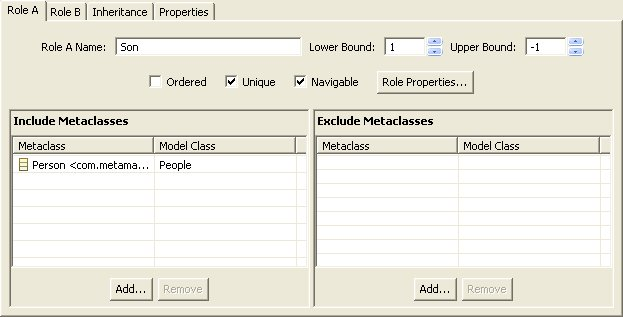 Role A Role B Inheritance Properties
Role A Name: Son Lower Bound: 1 Upper Bound: -1
Ordered Unique Navigable Role Properties...
Include Metaclasses Exclude Metaclasses
Metaclass Model Class Metaclass Model Class
Person <com.metama... People
Add... Remove Add... Remove